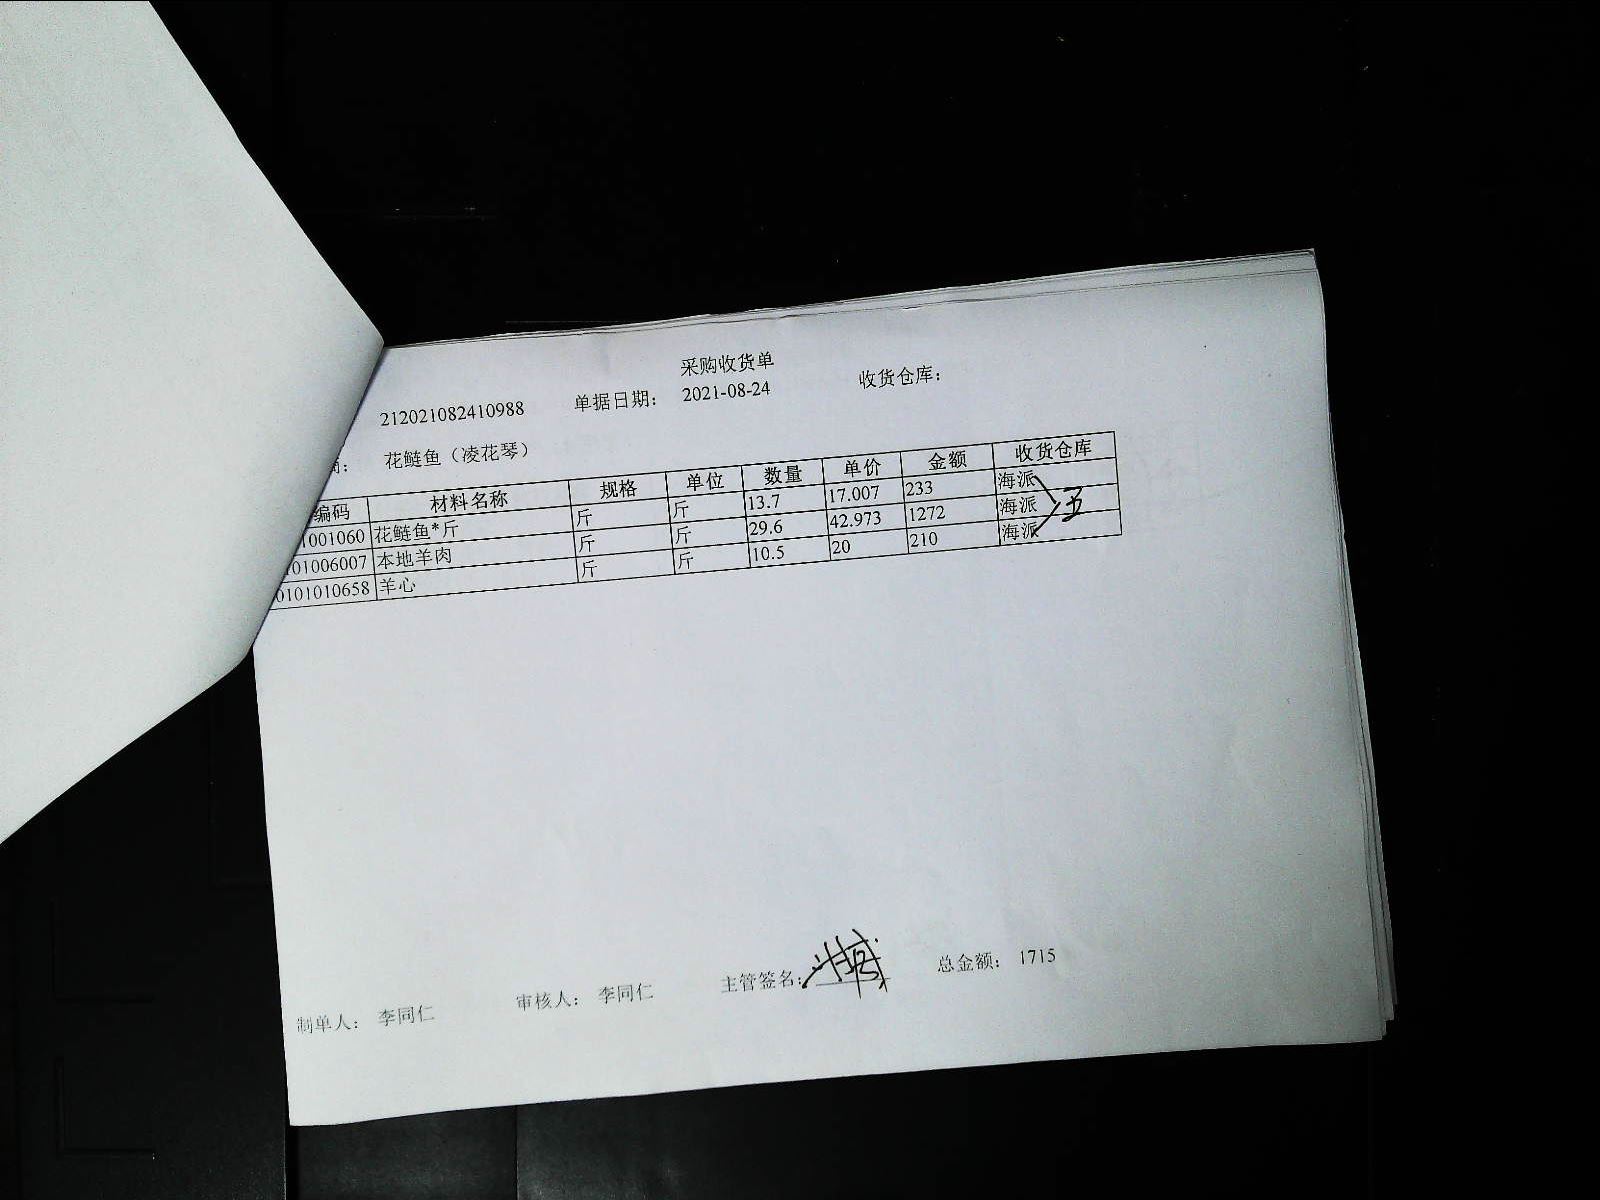 采购收货单
212021082410988 单据日期： 2021-08-24 收货仓库：
商： 花鲢鱼（凌花琴）
编码 材料名称 规格 单位 数量 单价 金额 收货仓库
1001060 花鲢鱼*斤 斤 斤 13.7 17.007 233 海派
101006007 本地羊肉 斤 斤 29.6 42.973 1272 海派
0101010658 羊心 斤 斤 10.5 20 210 海派
制单人： 李同仁 审核人： 李同仁 主管签名： 总金额： 1715